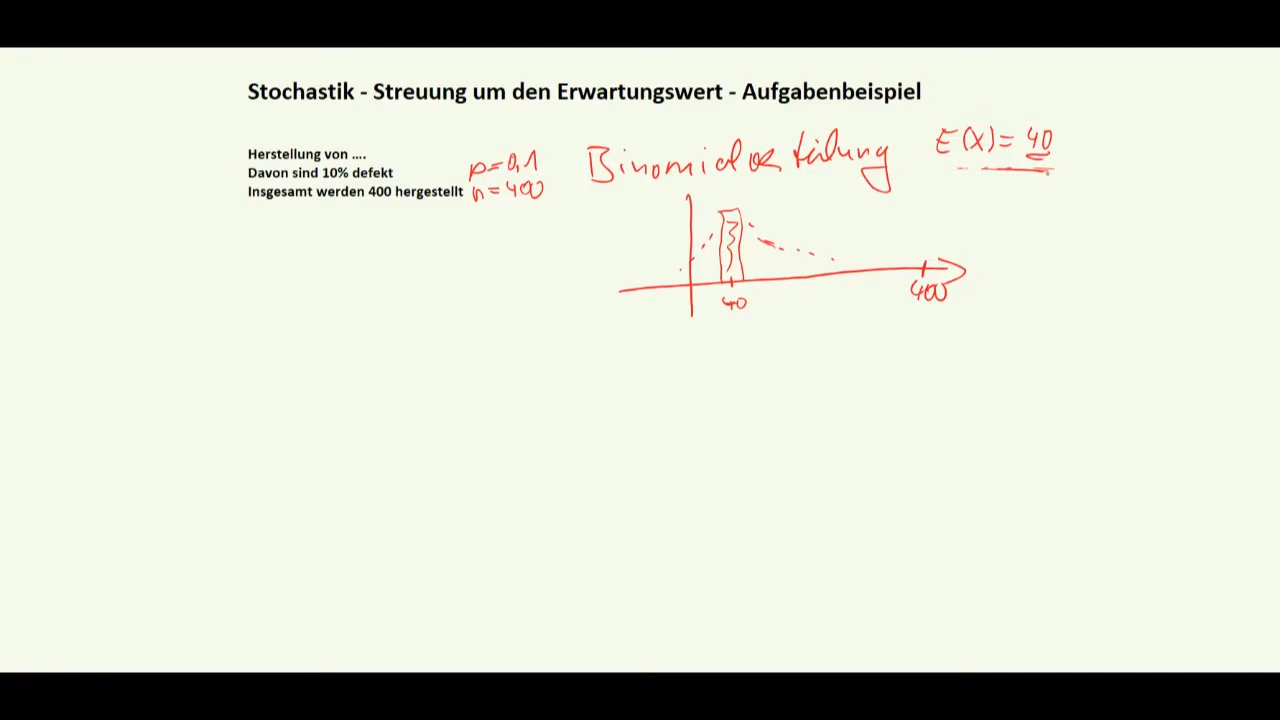 Stochastik - Streuung um den Erwartungswert - Aufgabenbeispiel
Herstellung von ....
Davon sind 10% defekt
Insgesamt werden 400 hergestellt
p=0,1
n=400
Binomialverteilung
E(X)=40
40
400